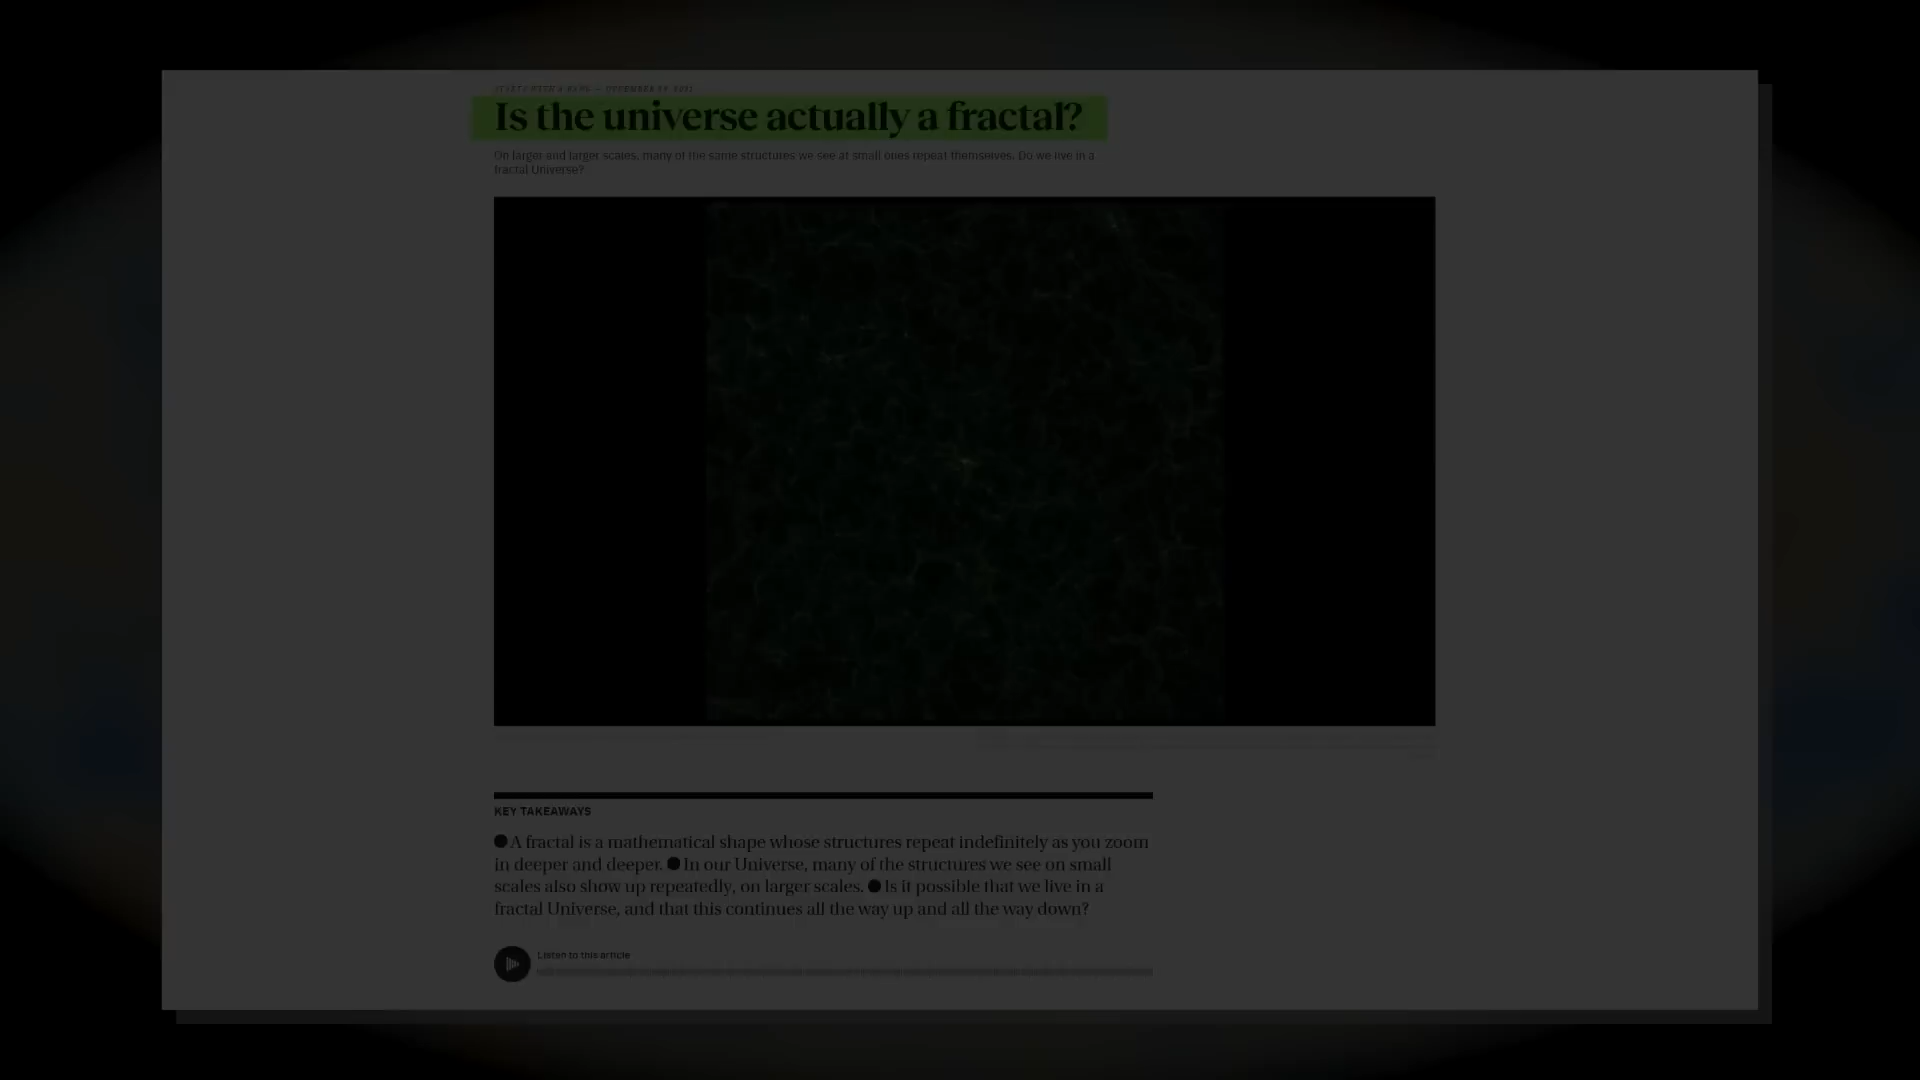 Is the universe actually a fractal?
On larger and larger scales, many of the same structures we see at small ones repeat themselves. Do we live in a
fractal Universe?
KEY TAKEAWAYS
● A fractal is a mathematical shape whose structures repeat indefinitely as you zoom
in deeper and deeper. ● In our Universe, many of the structures we see on small
scales also show up repeatedly, on larger scales. ● Is it possible that we live in a
fractal Universe, and that this continues all the way up and all the way down?
Listen to this article